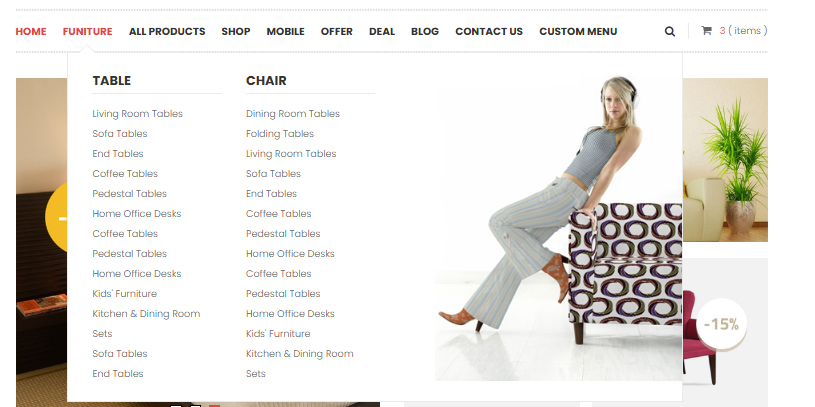 HOME FUNITURE ALL PRODUCTS SHOP MOBILE OFFER DEAL BLOG CONTACT US CUSTOM MENU 3 ( items )
TABLE
Living Room Tables
Sofa Tables
End Tables
Coffee Tables
Pedestal Tables
Home Office Desks
Coffee Tables
Pedestal Tables
Home Office Desks
Kids' Furniture
Kitchen & Dining Room
Sets
Sofa Tables
End Tables
CHAIR
Dining Room Tables
Folding Tables
Living Room Tables
Sofa Tables
End Tables
Coffee Tables
Pedestal Tables
Home Office Desks
Coffee Tables
Pedestal Tables
Home Office Desks
Kids' Furniture
Kitchen & Dining Room
Sets
-15%